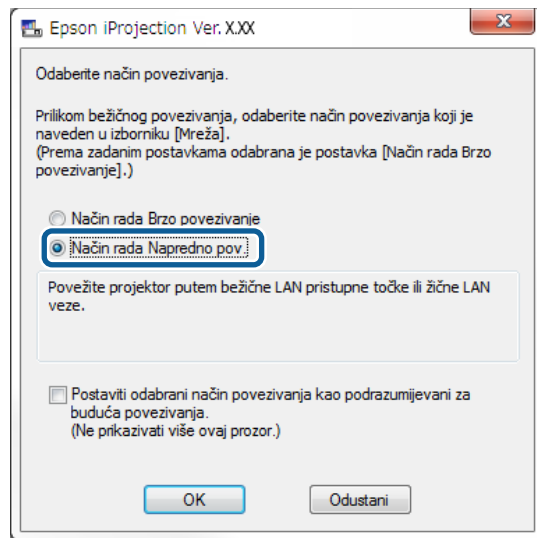 Epson iProjection Ver. X.XX
Odaberite način povezivanja.
Prilikom bežičnog povezivanja, odaberite način povezivanja koji je
naveden u izborniku [Mreža].
(Prema zadanim postavkama odabrana je postavka [Način rada Brzo
povezivanje].)
Način rada Brzo povezivanje
Način rada Napredno pov.
Povežite projektor putem bežične LAN pristupne točke ili žične LAN
veze.
Postaviti odabrani način povezivanja kao podrazumijevani za
buduća povezivanja.
(Ne prikazivati više ovaj prozor.)
OK
Odustani